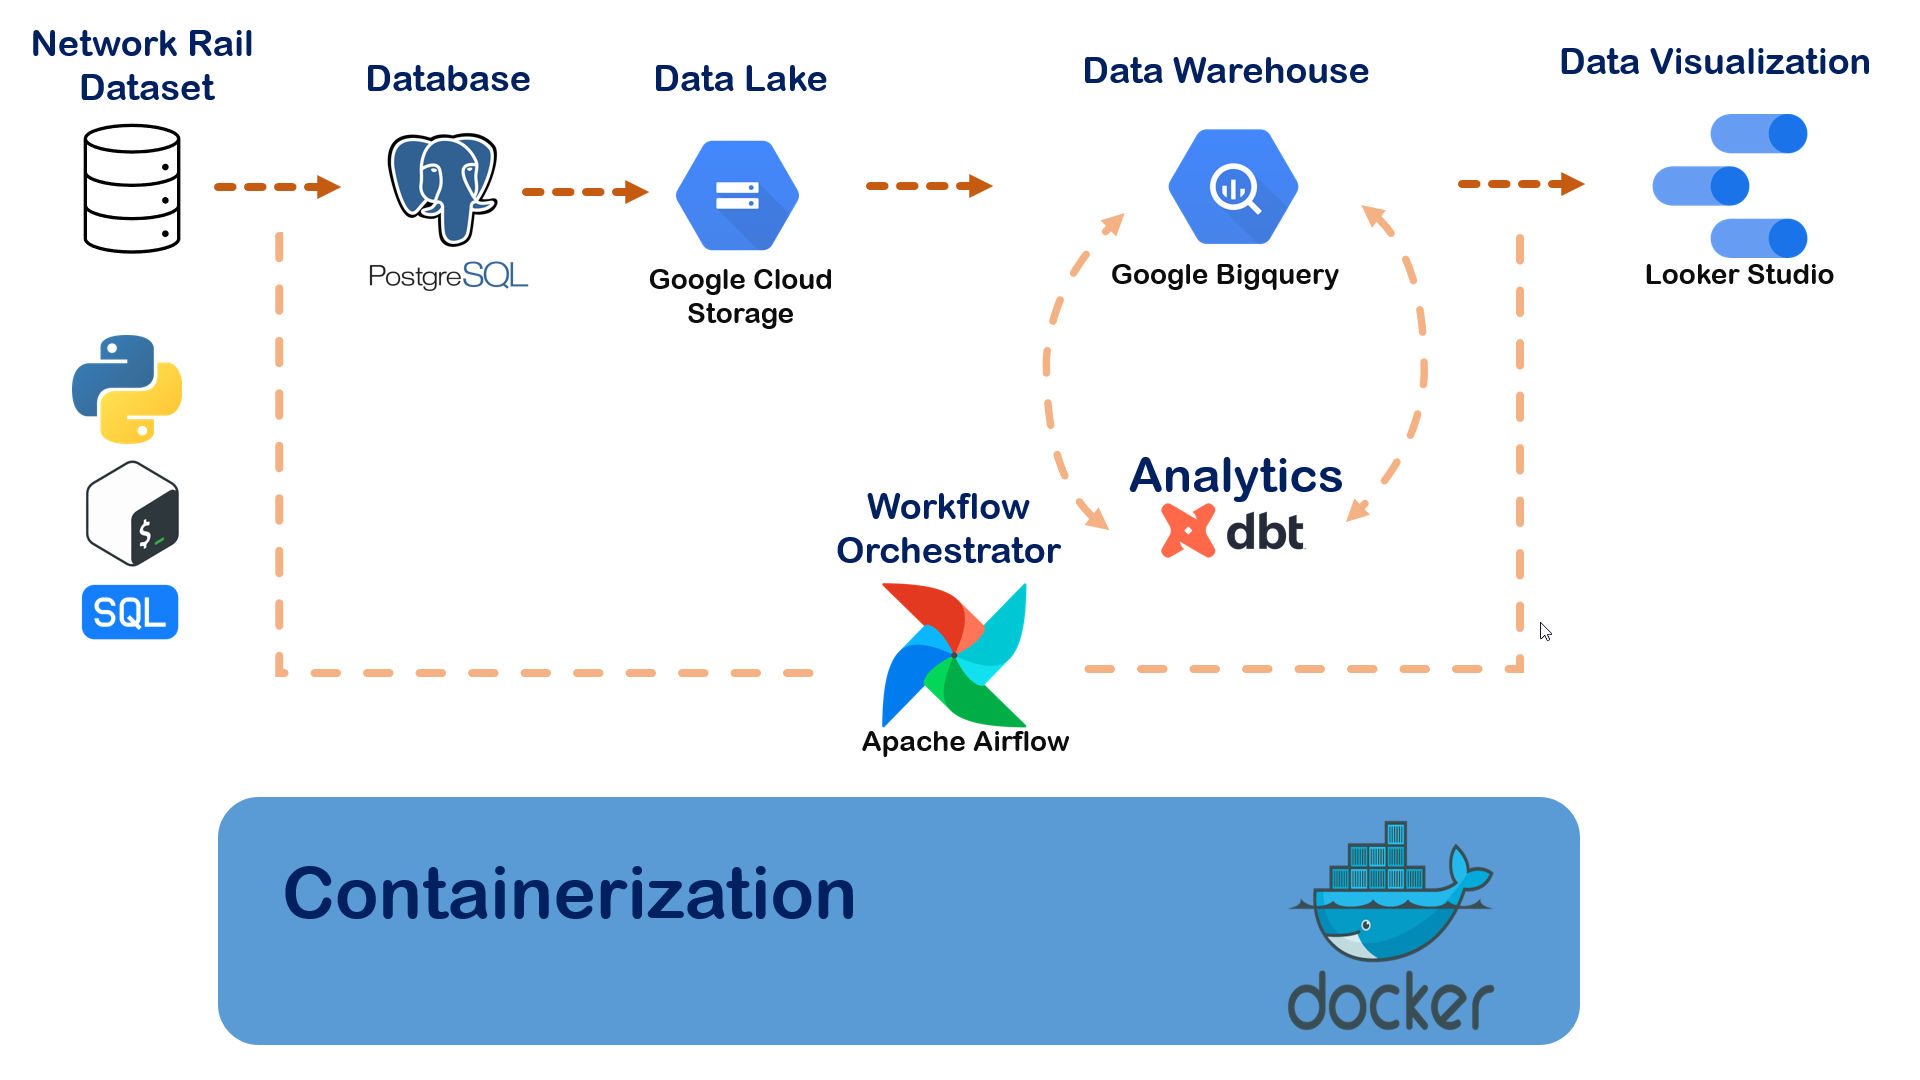 Network Rail
Dataset
Database
Data Lake
Data Warehouse
Data Visualization
PostgreSQL
Google Cloud
Storage
Google Bigquery
Looker Studio
$_
SQL
Analytics
dbt
Workflow
Orchestrator
Apache Airflow
Containerization
docker